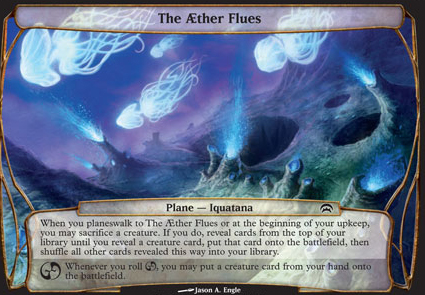 The Æther Flues
Plane — Iquatana
When you planeswalk to The Æther Flues or at the beginning of your upkeep,
you may sacrifice a creature. If you do, reveal cards from the top of your
library until you reveal a creature card, put that card onto the battlefield, then
shuffle all other cards revealed this way into your library.
Whenever you roll , you may put a creature card from your hand onto
the battlefield.
Jason A. Engle